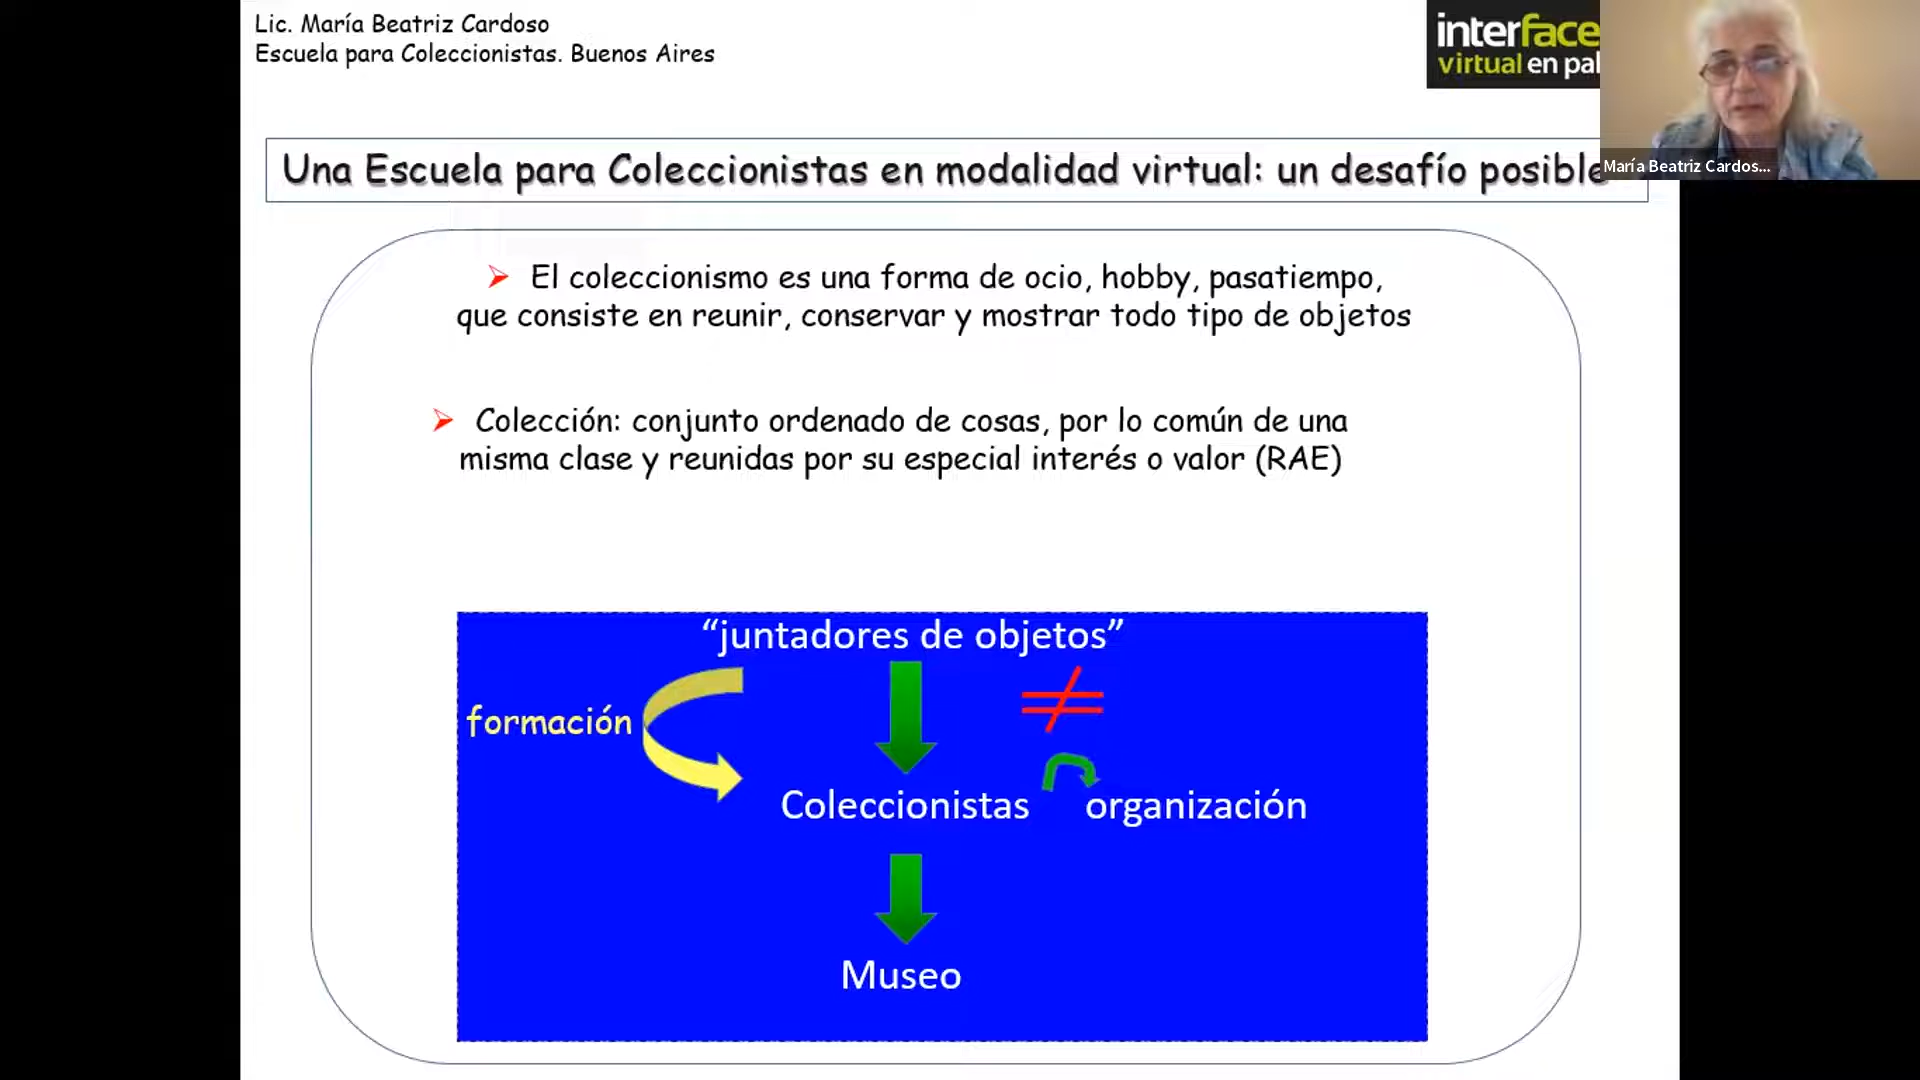 Lic. María Beatriz Cardoso
Escuela para Coleccionistas. Buenos Aires
interface
virtual en pal
María Beatriz Cardos...
Una Escuela para Coleccionistas en modalidad virtual: un desafío posible
El coleccionismo es una forma de ocio, hobby, pasatiempo,
que consiste en reunir, conservar y mostrar todo tipo de objetos
Colección: conjunto ordenado de cosas, por lo común de una
misma clase y reunidas por su especial interés o valor (RAE)
“juntadores de objetos”
≠
formación
Coleccionistas organización
Museo